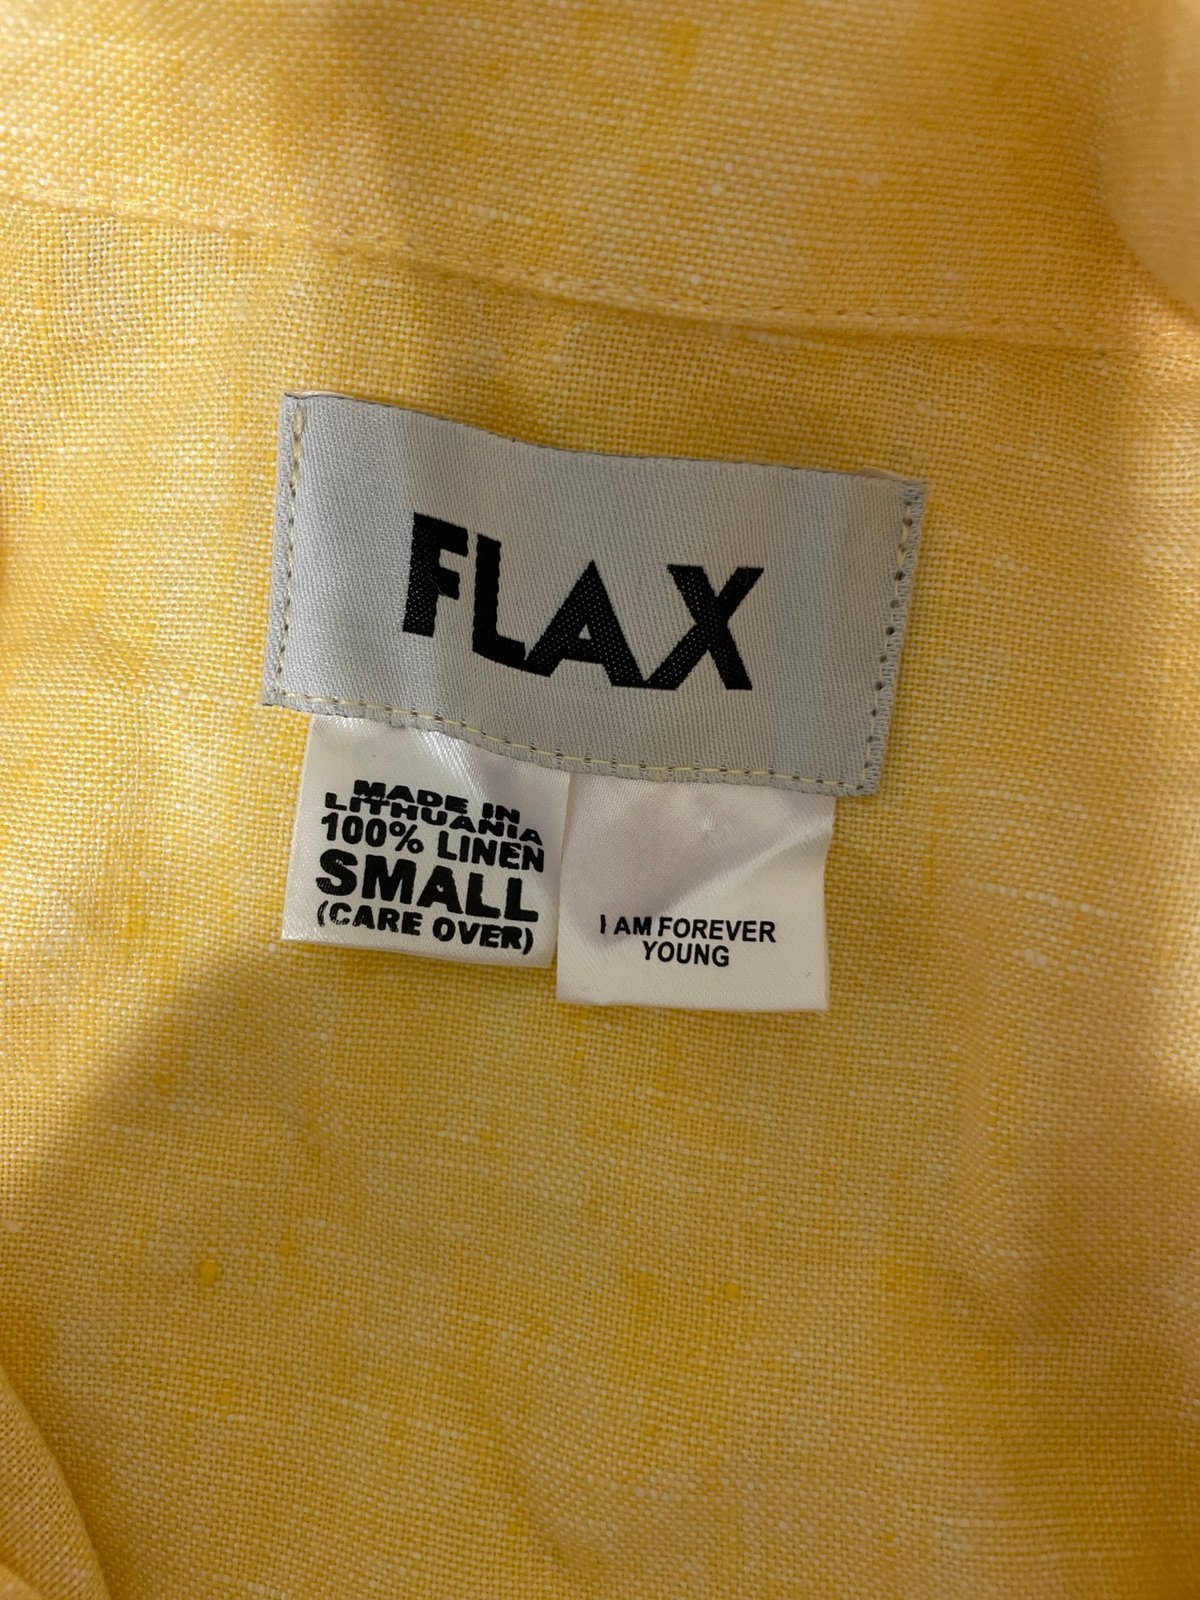 FLAX
MADE IN
LITHUANIA
100% LINEN
SMALL
(CARE OVER)
I AM FOREVER
YOUNG